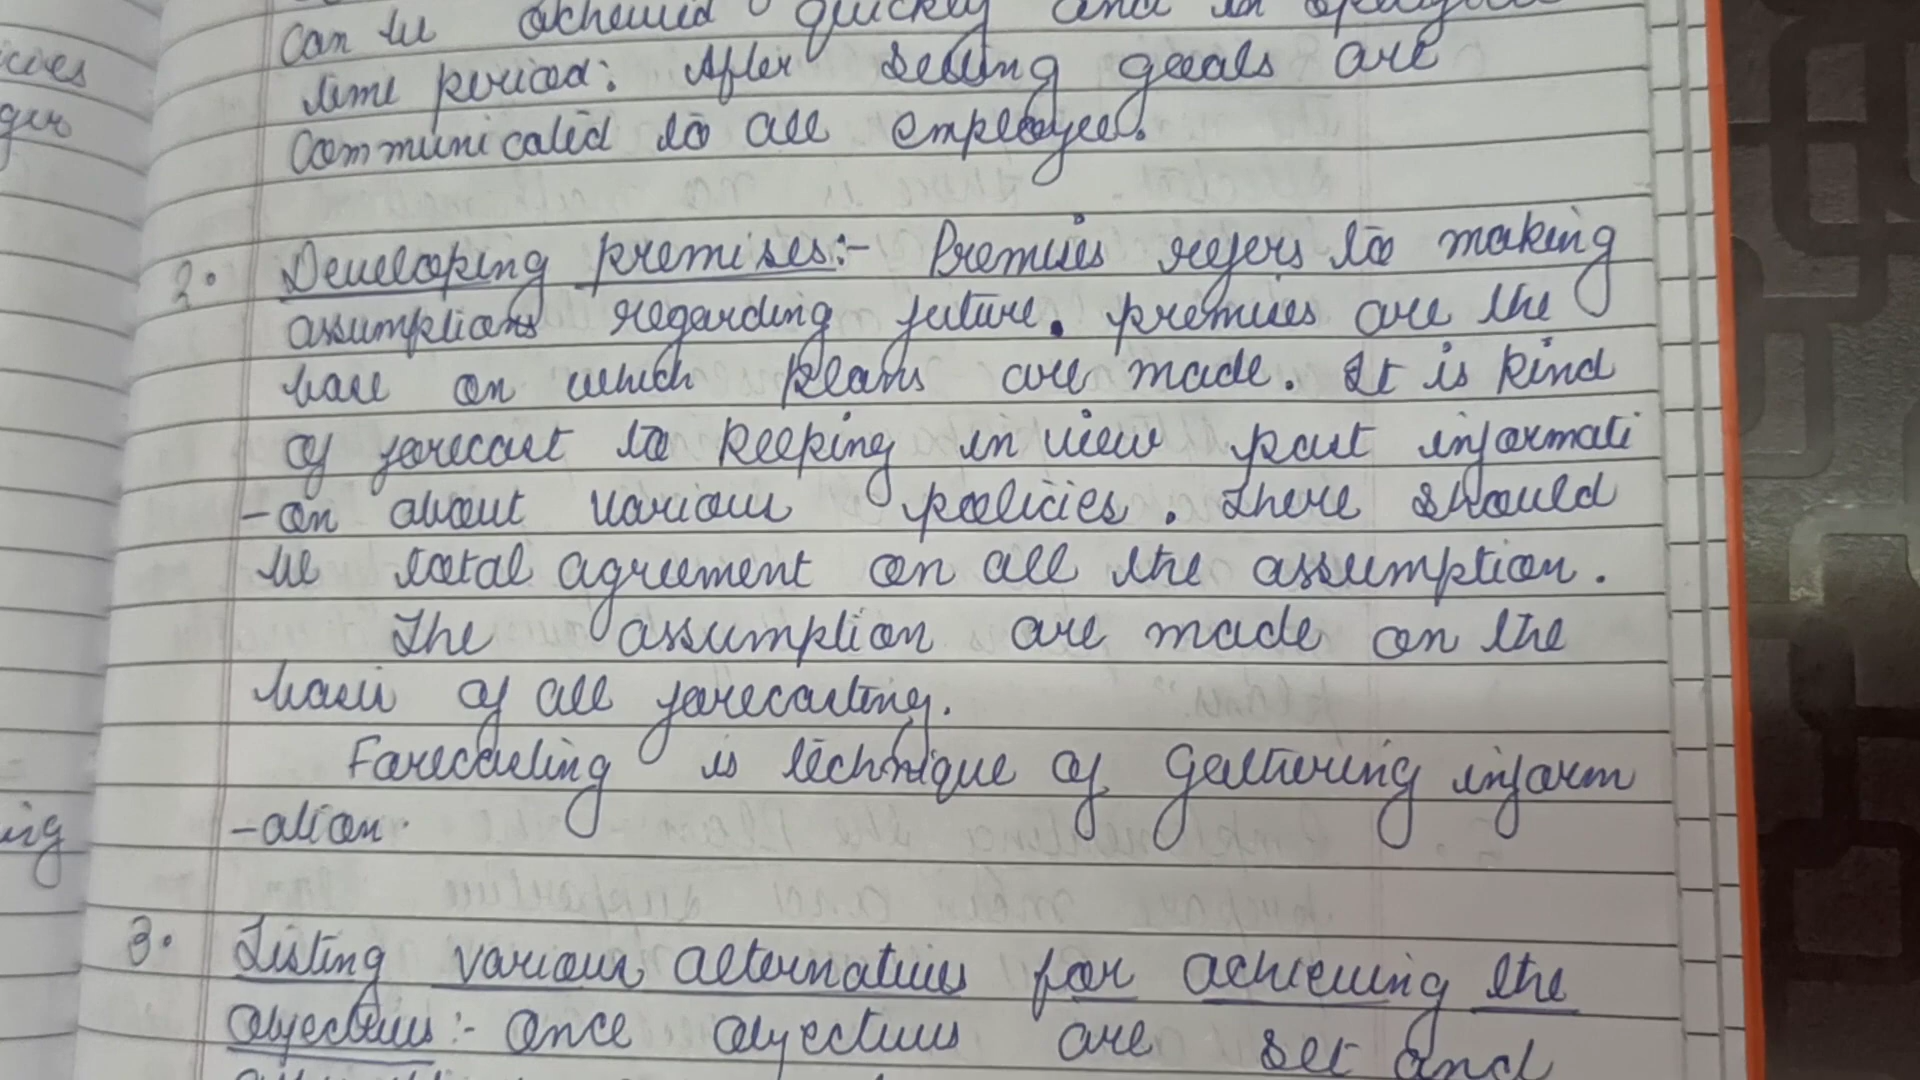 cies
gur
can be achieved quickly and in
time period: After setting goals are
communicated to all employee.
2. Developing premises:- Premises refers to making
assumptions regarding future. premises are the
base on which plans are made. It is kind
of forecast to keeping in view past informati
-on about various policies. There should
be total agreement on all the assumption.
The assumption are made on the
basis of all forecasting.
Forecasting is technique of Gathering inform
-ation.
ing
3. Listing various alternatives for achieving the
objectives:- Once objectives are set and